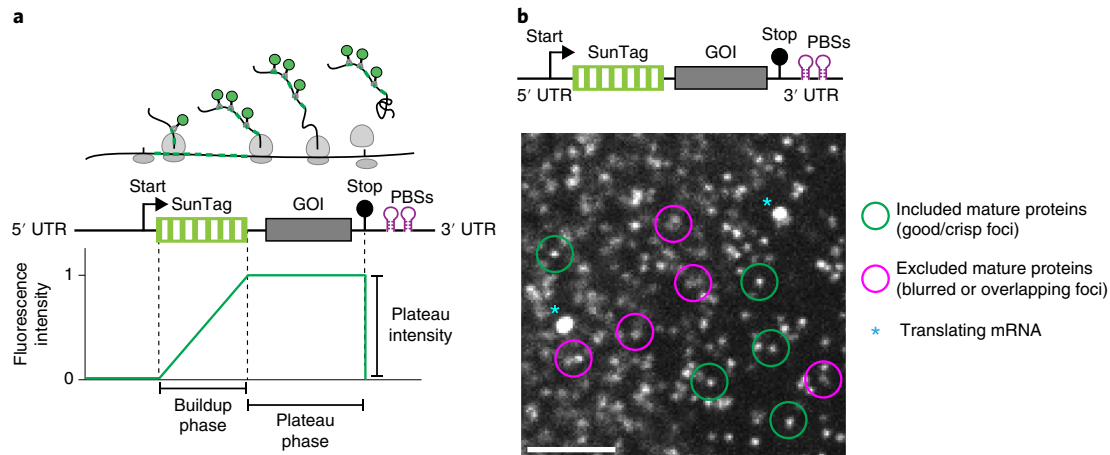 a
Start
SunTag
GOI
Stop
PBSs
5′ UTR
3′ UTR
Fluorescence
intensity
1
0
Plateau
intensity
Buildup
phase
Plateau
phase
b
Start
SunTag
GOI
Stop
PBSs
5′ UTR
3′ UTR
*
*
Included mature proteins
(good/crisp foci)
Excluded mature proteins
(blurred or overlapping foci)
* Translating mRNA